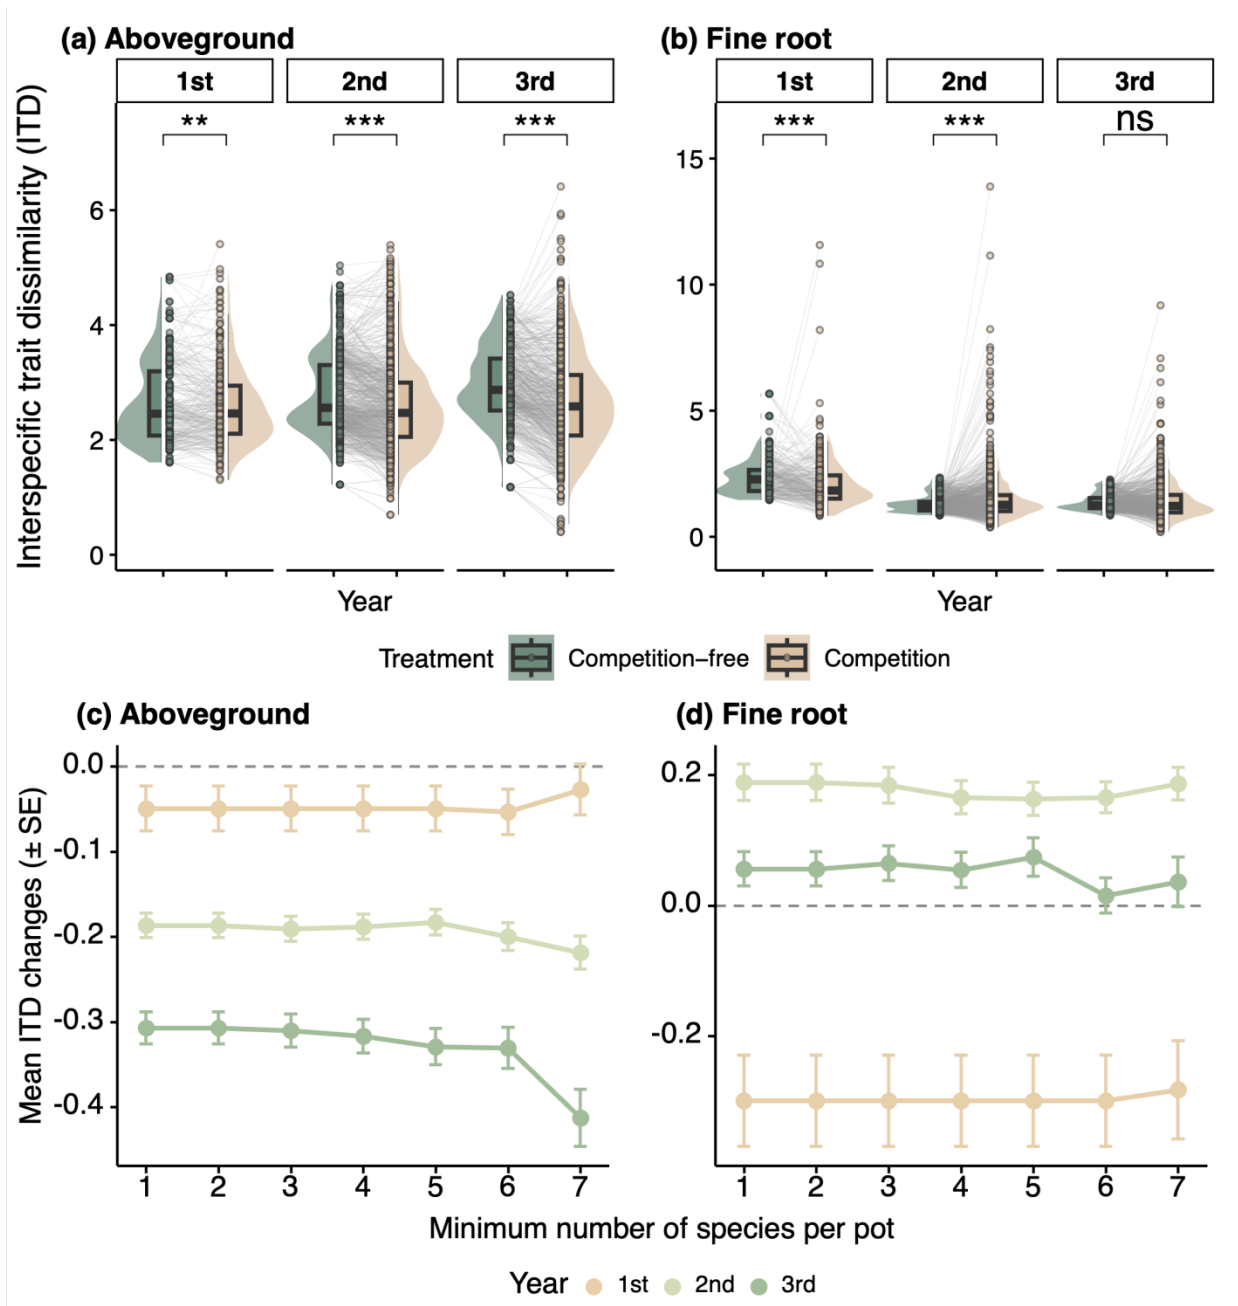 (a) Aboveground
(b) Fine root
1st 2nd 3rd
1st 2nd 3rd
** *** ***
*** *** ns
Interspecific trait dissimilarity (ITD)
6
4
2
0
15
10
5
0
Year
Year
Treatment Competition−free Competition
(c) Aboveground
(d) Fine root
Mean ITD changes (± SE)
0.0
-0.1
-0.2
-0.3
-0.4
0.2
0.0
-0.2
1 2 3 4 5 6 7
1 2 3 4 5 6 7
Minimum number of species per pot
Year 1st 2nd 3rd